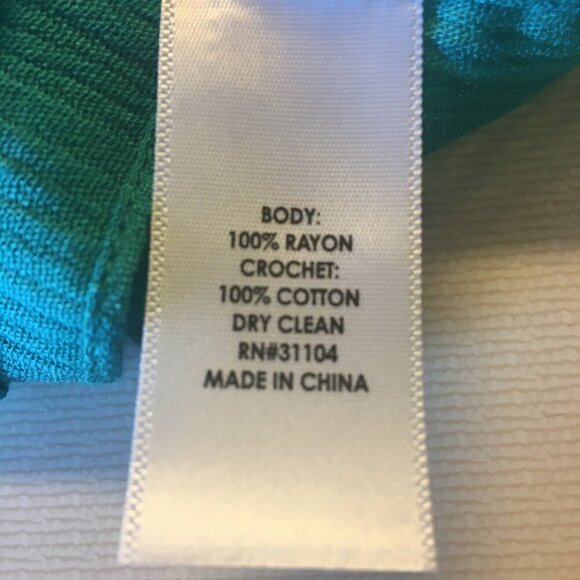 BODY:
100% RAYON
CROCHET:
100% COTTON
DRY CLEAN
RN#31104
MADE IN CHINA